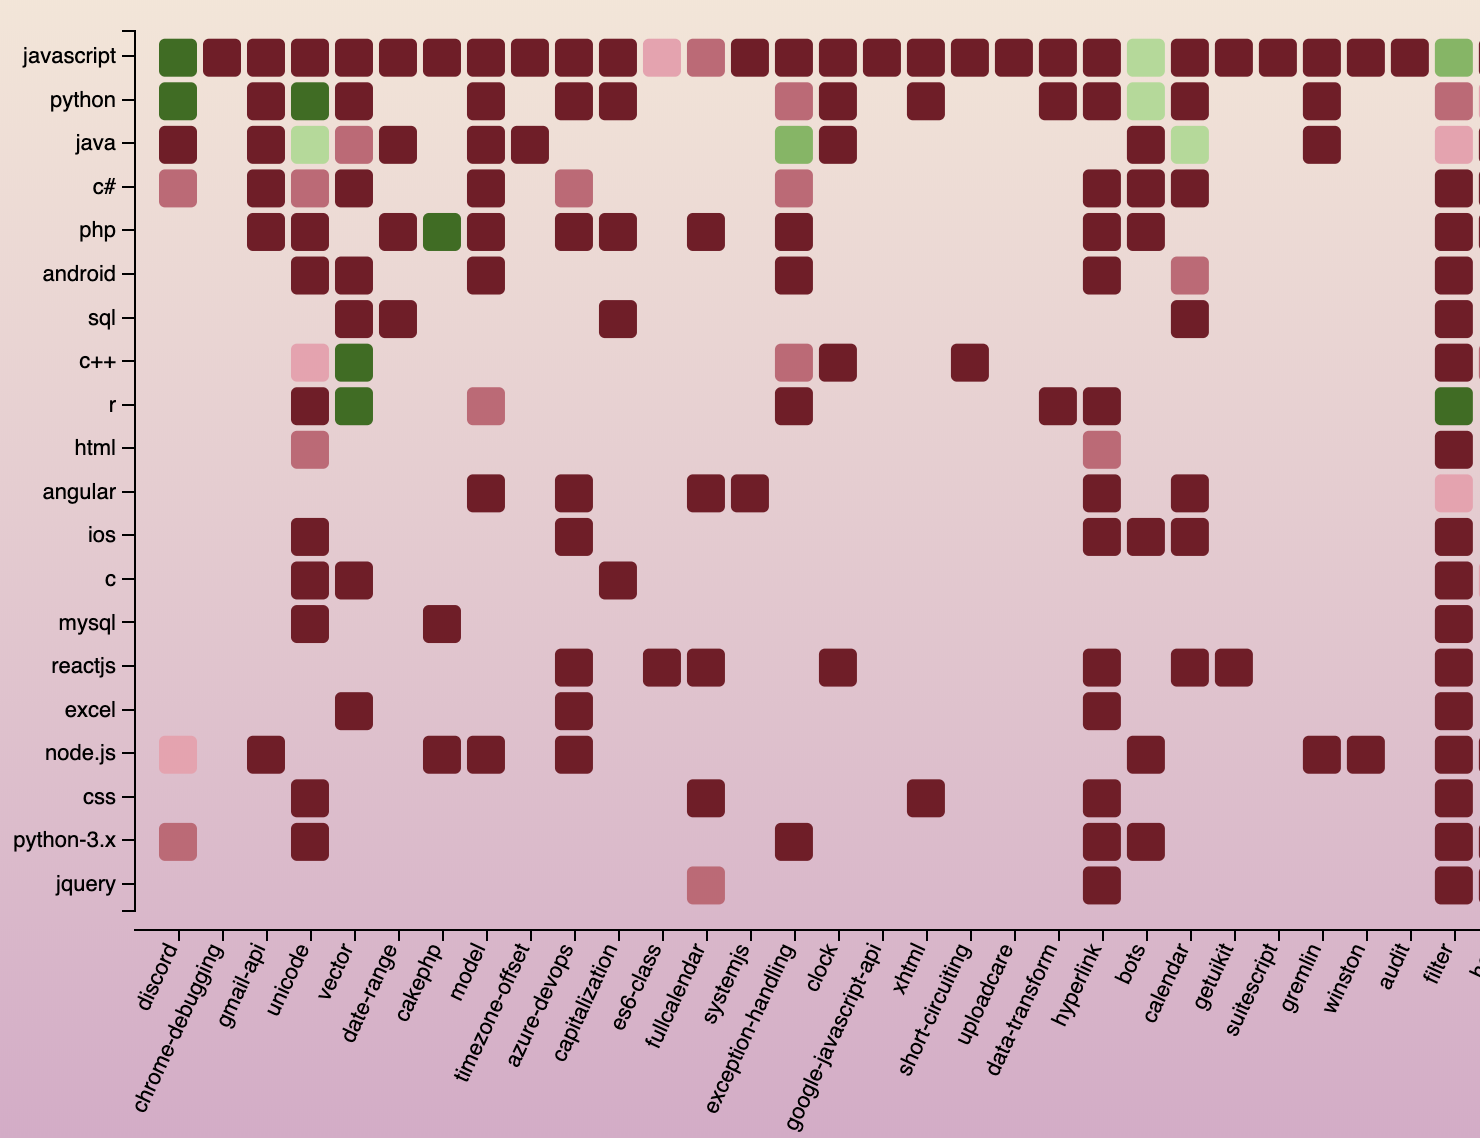 javascript
python
java
c#
php
android
sql
c++
r
html
angular
ios
c
mysql
reactjs
excel
node.js
css
python-3.x
jquery
discord
chrome-debugging
gmail-api
unicode
vector
date-range
cakephp
model
timezone-offset
azure-devops
capitalization
es6-class
fullcalendar
systemjs
exception-handling
clock
google-javascript-api
xhtml
short-circuiting
uploadcare
data-transform
hyperlink
bots
calendar
getuikit
suitescript
gremlin
winston
audit
filter